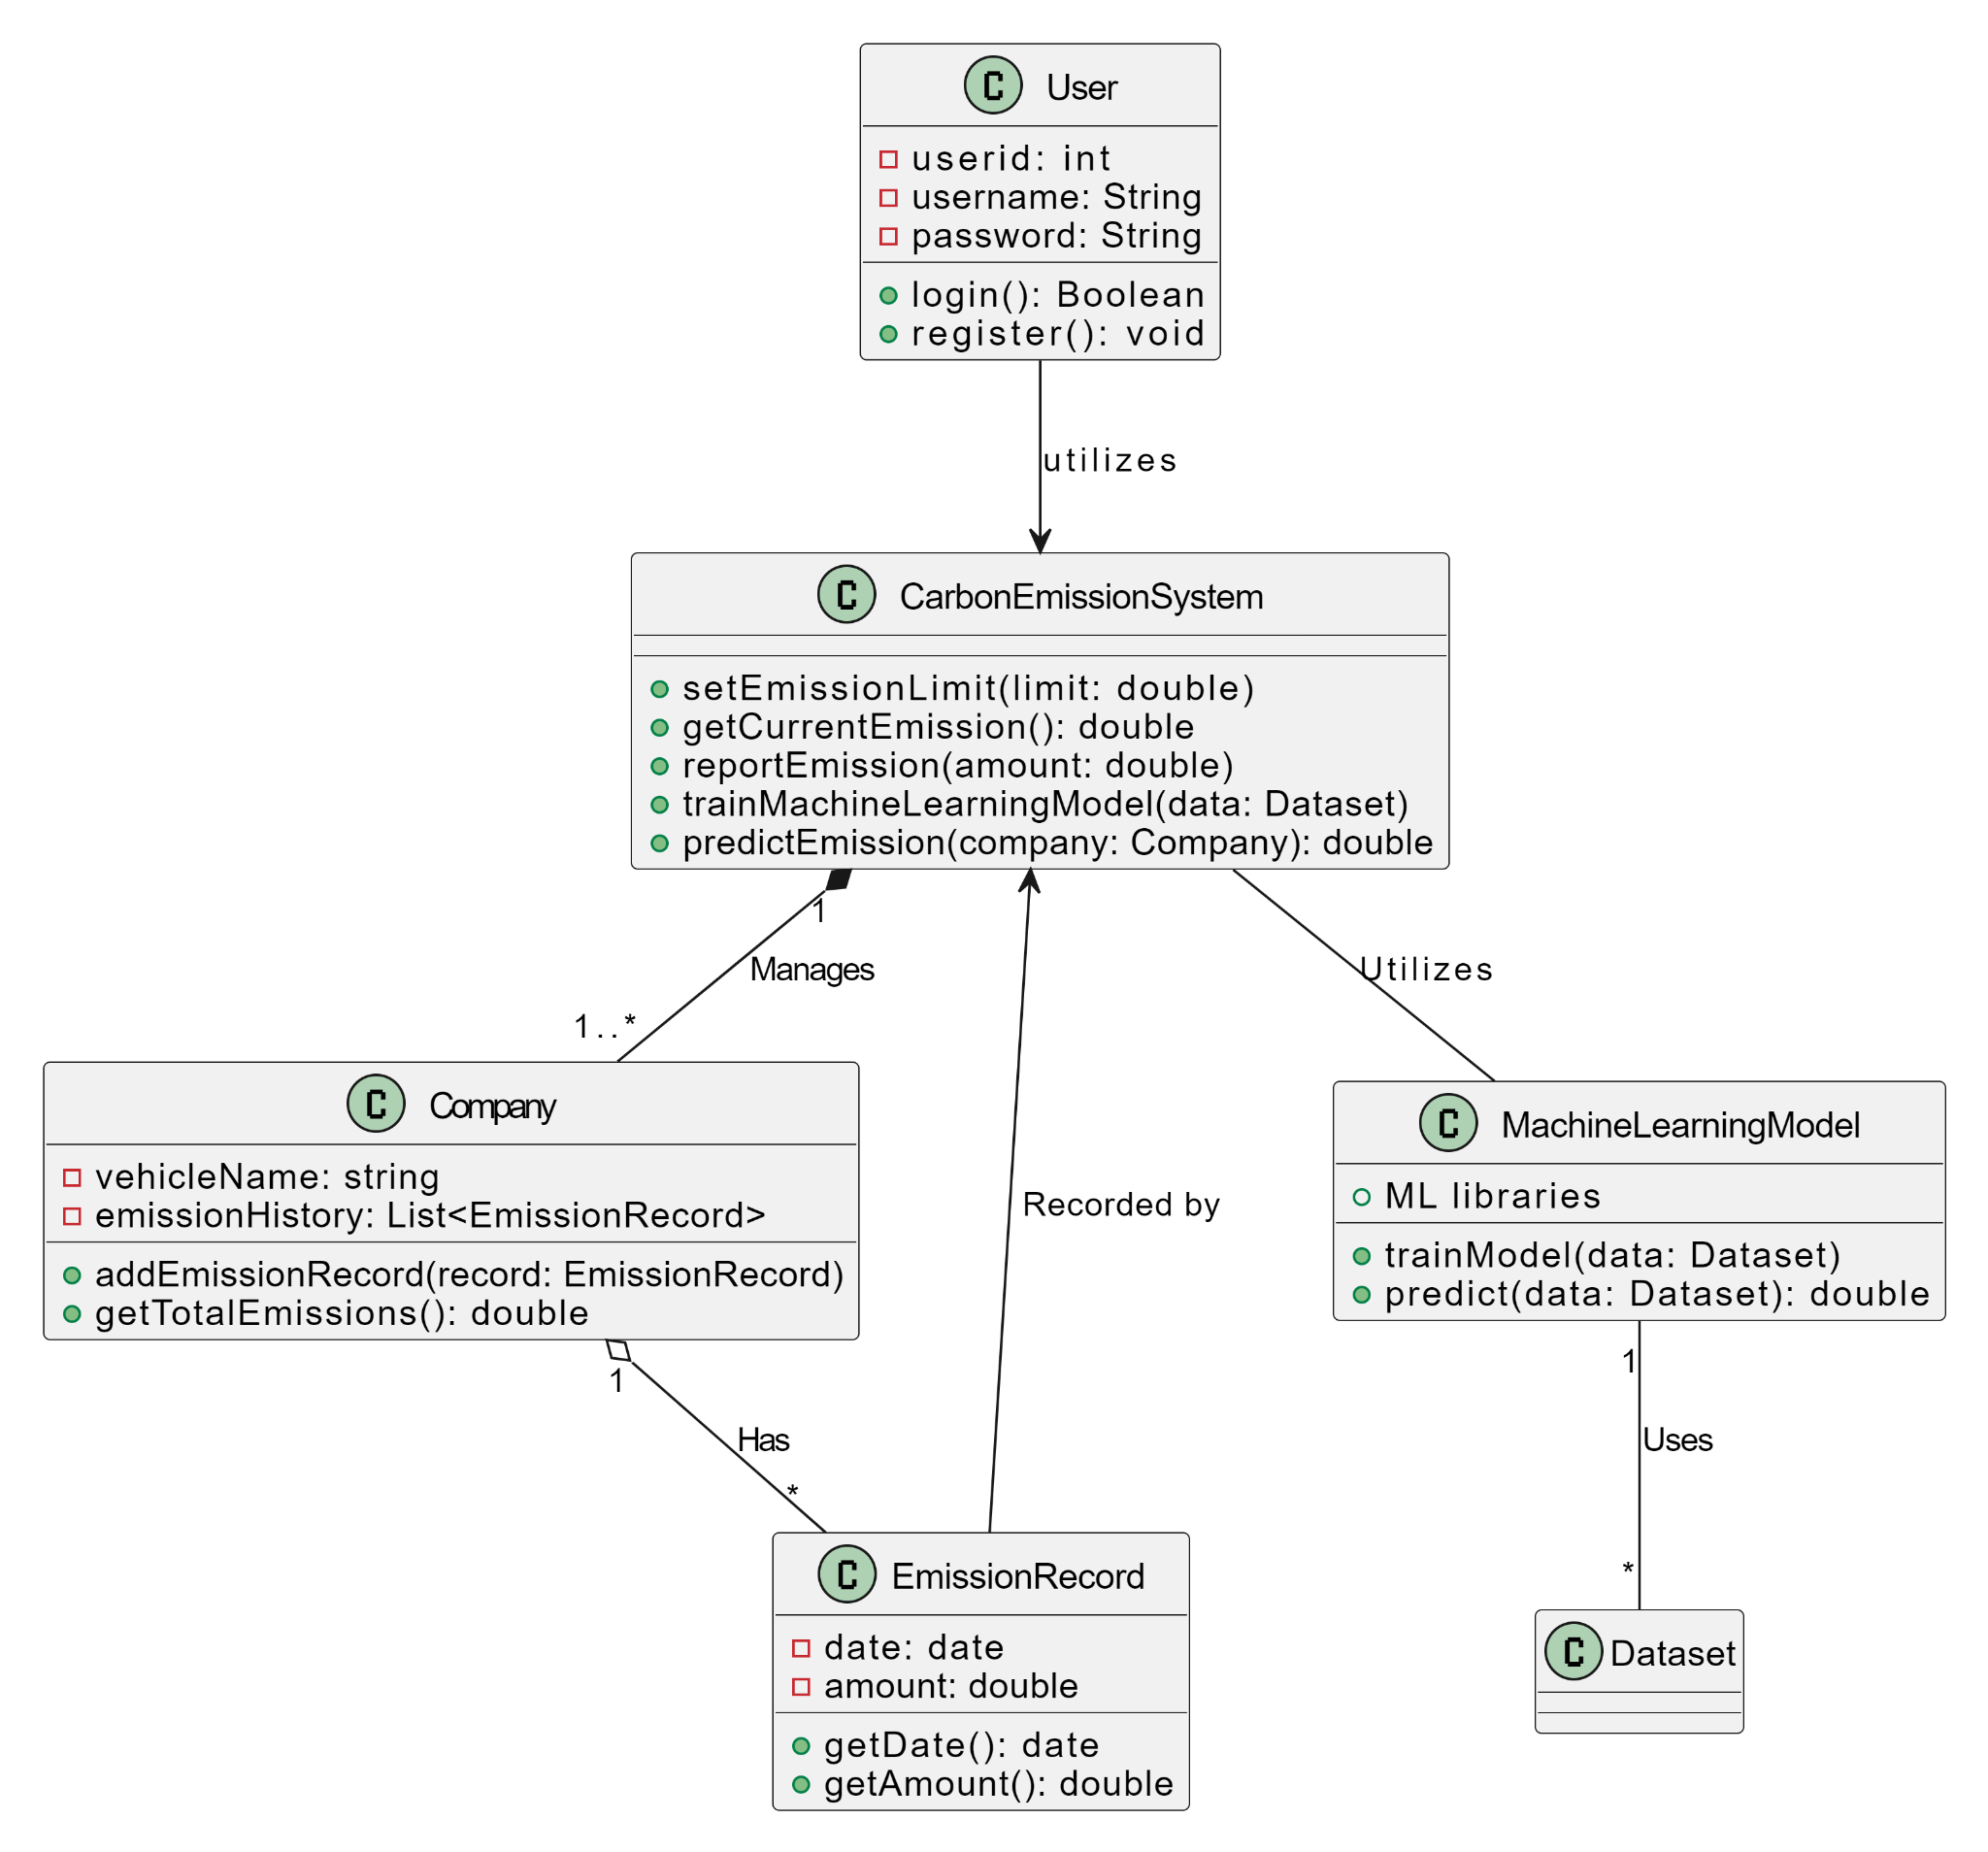 C User
userid: int
username: String
password: String
login(): Boolean
register(): void
utilizes
C CarbonEmissionSystem
setEmissionLimit(limit: double)
getCurrentEmission(): double
reportEmission(amount: double)
trainMachineLearningModel(data: Dataset)
predictEmission(company: Company): double
1
Manages
1..*
Utilizes
C Company
vehicleName: string
emissionHistory: List<EmissionRecord>
addEmissionRecord(record: EmissionRecord)
getTotalEmissions(): double
Recorded by
C MachineLearningModel
ML libraries
trainModel(data: Dataset)
predict(data: Dataset): double
1
Has
*
1
Uses
*
C EmissionRecord
date: date
amount: double
getDate(): date
getAmount(): double
C Dataset